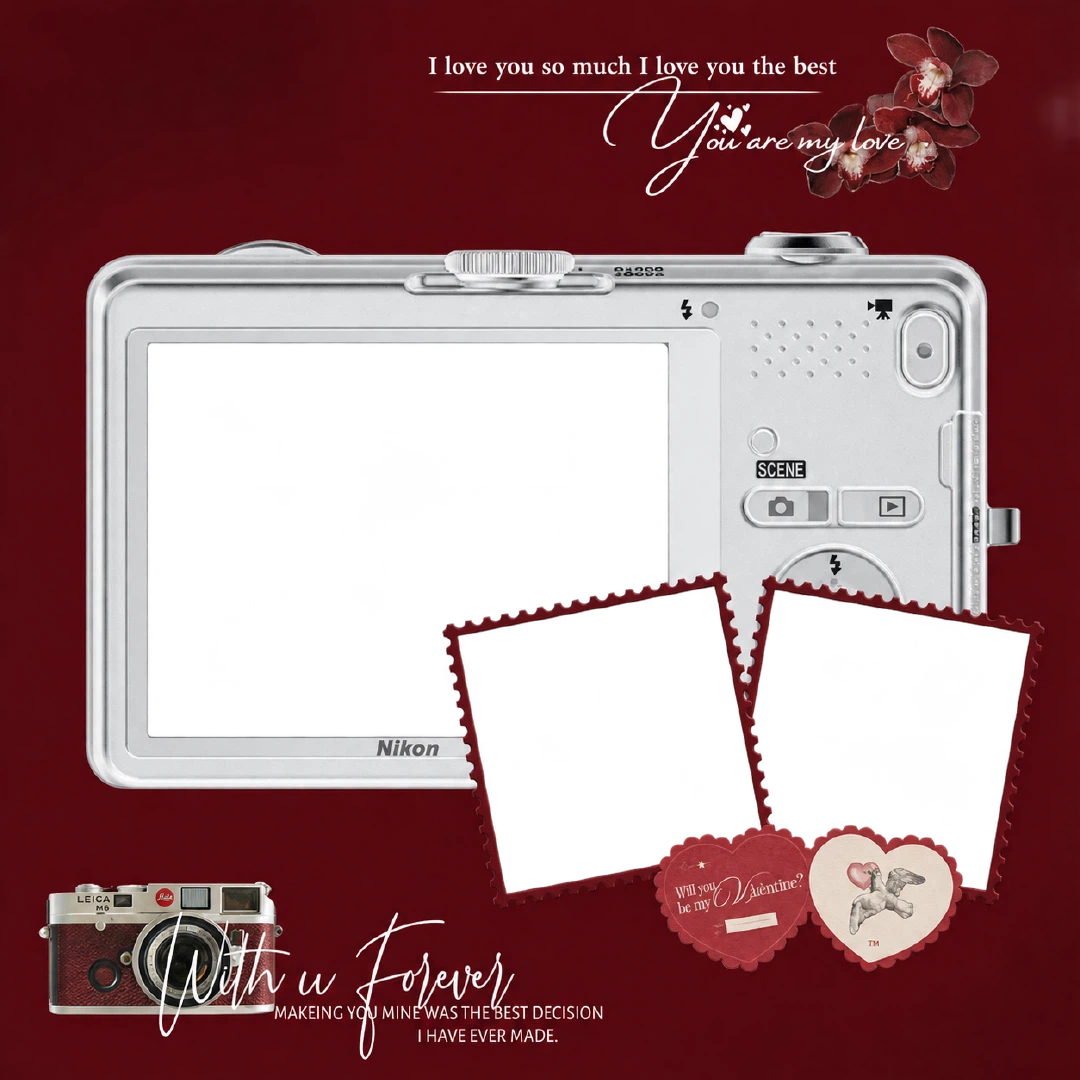 I love you so much I love you the best
You are my love
SCENE
Nikon
Will you
be my Valentine?
TM
LEICA
M6
With u Forever
MAKEING YOU MINE WAS THE BEST DECISION
I HAVE EVER MADE.